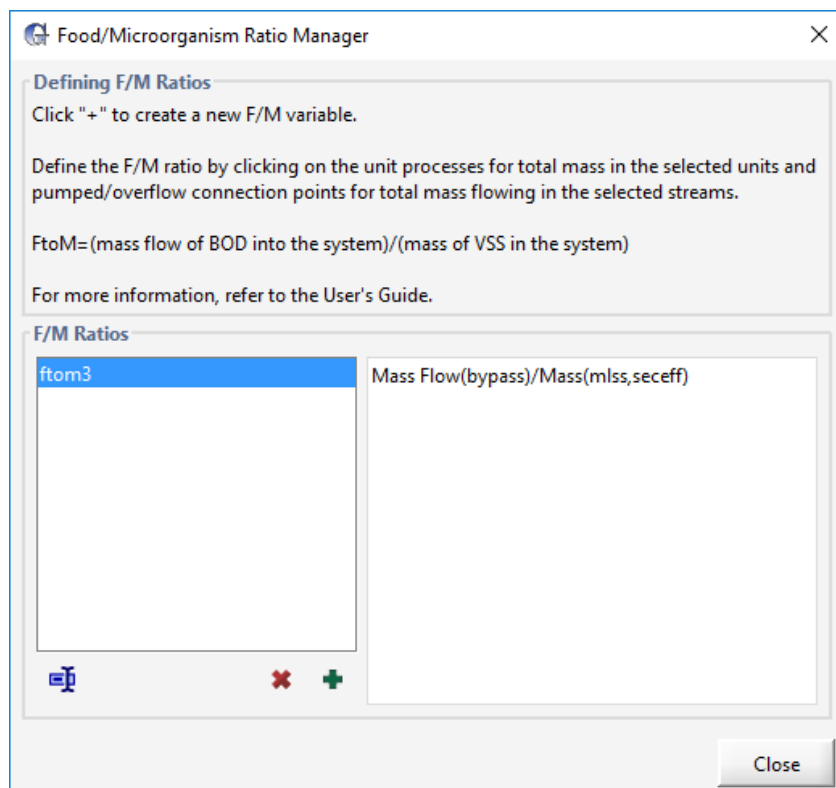 Food/Microorganism Ratio Manager
Defining F/M Ratios
Click "+" to create a new F/M variable.
Define the F/M ratio by clicking on the unit processes for total mass in the selected units and
pumped/overflow connection points for total mass flowing in the selected streams.
FtoM=(mass flow of BOD into the system)/(mass of VSS in the system)
For more information, refer to the User's Guide.
F/M Ratios
ftom3
Mass Flow(bypass)/Mass(mlss,seceff)
Close